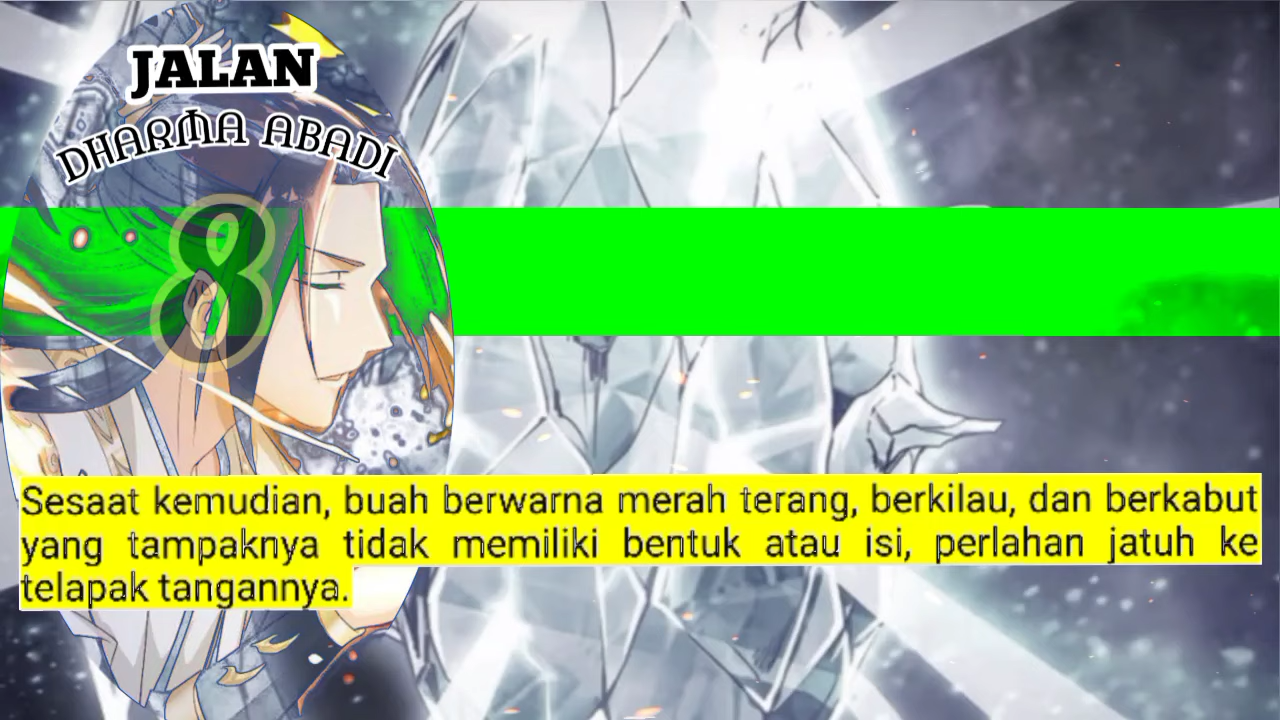 JALAN
DHARMA ABADI
8
Sesaat kemudian, buah berwarna merah terang, berkilau, dan berkabut
yang tampaknya tidak memiliki bentuk atau isi, perlahan jatuh ke
telapak tangannya.